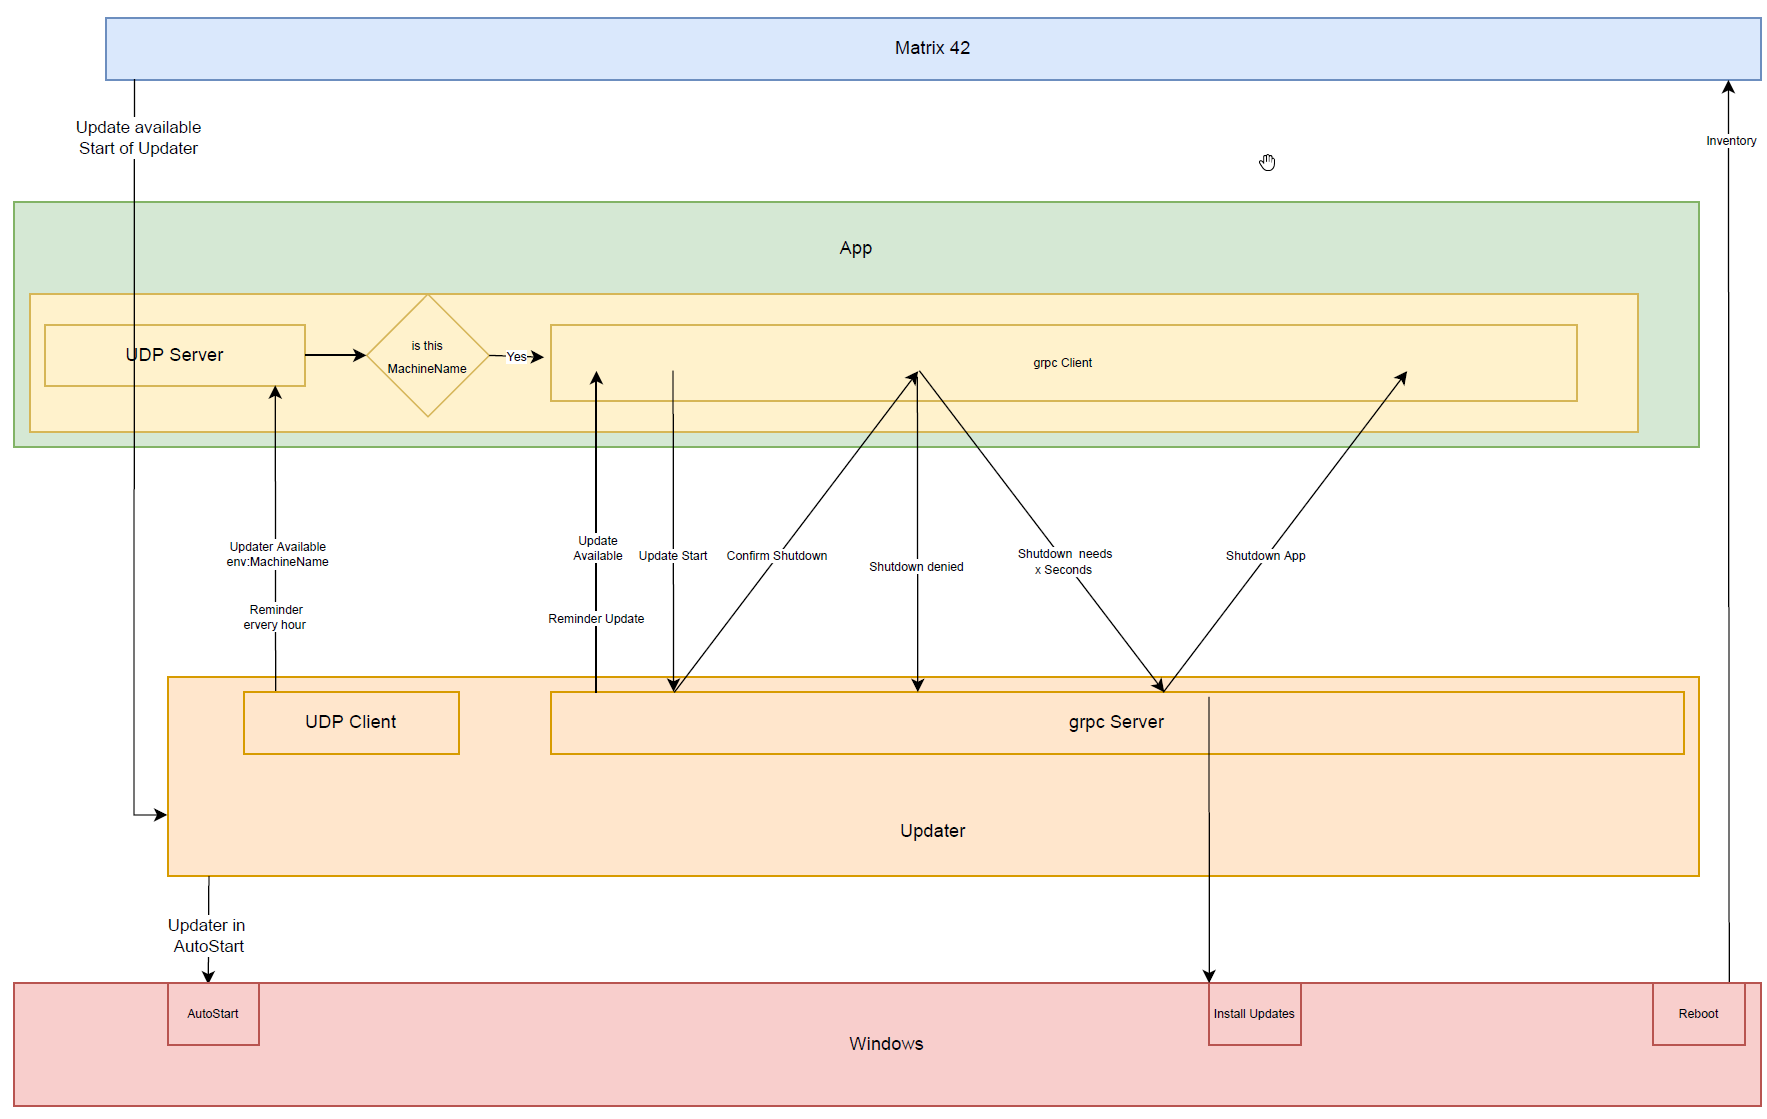 Matrix 42
Update available
Start of Updater
Inventory
App
UDP Server
is this
MachineName
Yes
grpc Client
Updater Available
env:MachineName
Reminder
ervery hour
Update
Available
Reminder Update
Update Start
Confirm Shutdown
Shutdown denied
Shutdown needs
x Seconds
Shutdown App
UDP Client
grpc Server
Updater
Updater in
AutoStart
AutoStart
Install Updates
Reboot
Windows